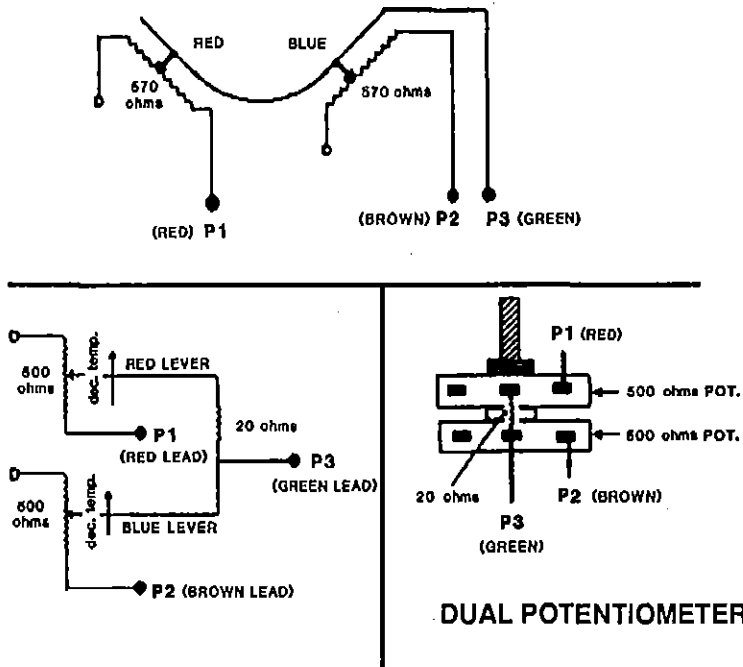 RED
BLUE
570
ohms
570 ohms
(RED) P1
(BROWN) P2
P3 (GREEN)
dec. temp.
RED LEVER
500
ohms
P1
(RED LEAD)
20 ohms
P3
(GREEN LEAD)
500
ohms
dec. temp.
BLUE LEVER
P2 (BROWN LEAD)
P1 (RED)
500 ohms POT.
500 ohms POT.
20 ohms
P2 (BROWN)
P3
(GREEN)
DUAL POTENTIOMETER